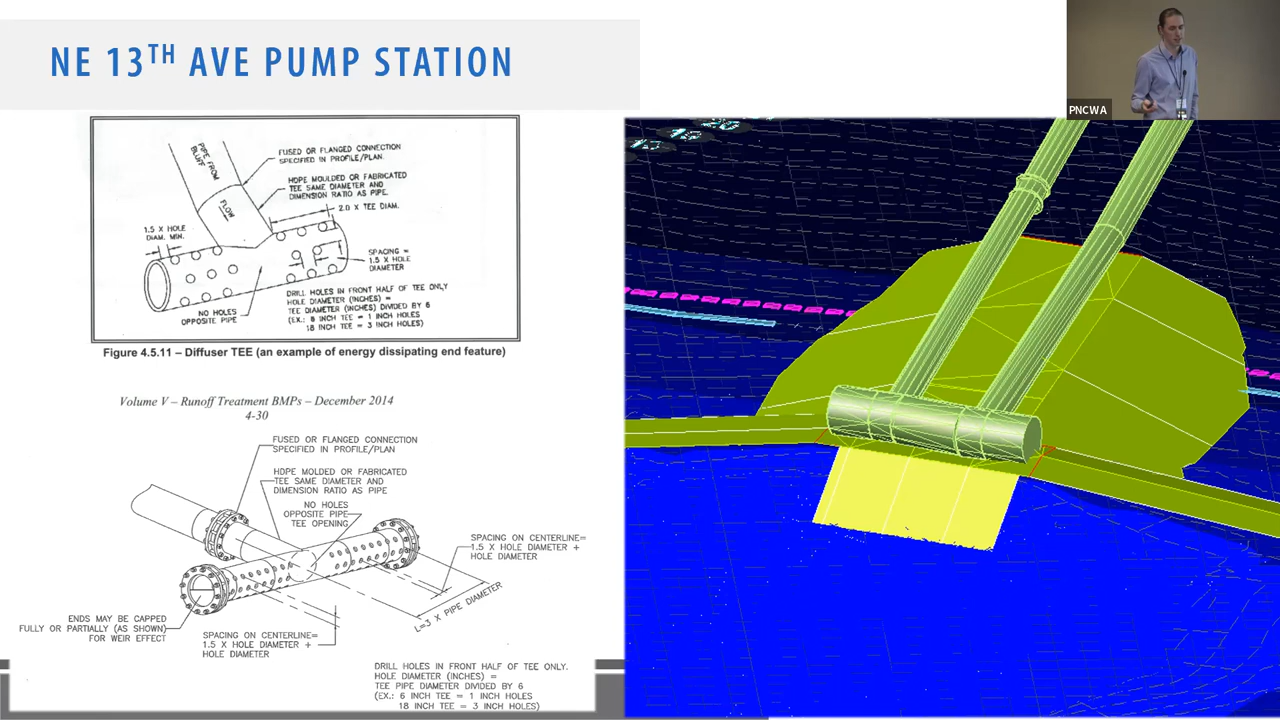 NE 13TH AVE PUMP STATION
PNCWA
PIPE FROM
BLUFF
FLOW
FUSED OR FLANGED CONNECTION
SPECIFIED IN PROFILE/PLAN.
HDPE MOULDED OR FABRICATED
TEE SAME DIAMETER AND
DIMENSION RATIO AS PIPE.
2.0 X TEE DIAM.
1.5 X HOLE
DIAM. MIN.
SPACING =
1.5 X HOLE
DIAMETER
NO HOLES
OPPOSITE PIPE
DRILL HOLES IN FRONT HALF OF TEE ONLY
HOLE DIAMETER (INCHES) =
TEE DIAMETER (INCHES) DIVIDED BY 6
(EX.: 6 INCH TEE = 1 INCH HOLES
18 INCH TEE = 3 INCH HOLES)
Figure 4.5.11 – Diffuser TEE (an example of energy dissipating end feature)
Volume V – Runoff Treatment BMPs – December 2014
4-30
FUSED OR FLANGED CONNECTION
SPECIFIED IN PROFILE/PLAN
HDPE MOLDED OR FABRICATED
TEE SAME DIAMETER AND
DIMENSION RATIO AS PIPE
NO HOLES
OPPOSITE PIPE
TEE OPENING
SPACING ON CENTERLINE=
1.5 X HOLE DIAMETER +
HOLE DIAMETER
L=3 X PIPE DIAMETER
ENDS MAY BE CAPPED
FULLY OR PARTIALLY (AS SHOWN)
FOR WEIR EFFECT
SPACING ON CENTERLINE=
1.5 X HOLE DIAMETER +
HOLE DIAMETER
DRILL HOLES IN FRONT HALF OF TEE ONLY.
HOLE DIAMETER (INCHES) =
TEE PIPE DIAMETER DIVIDED BY 6
(EX.: 6 INCH TEE = 1 INCH HOLES
18 INCH TEE = 3 INCH HOLES)